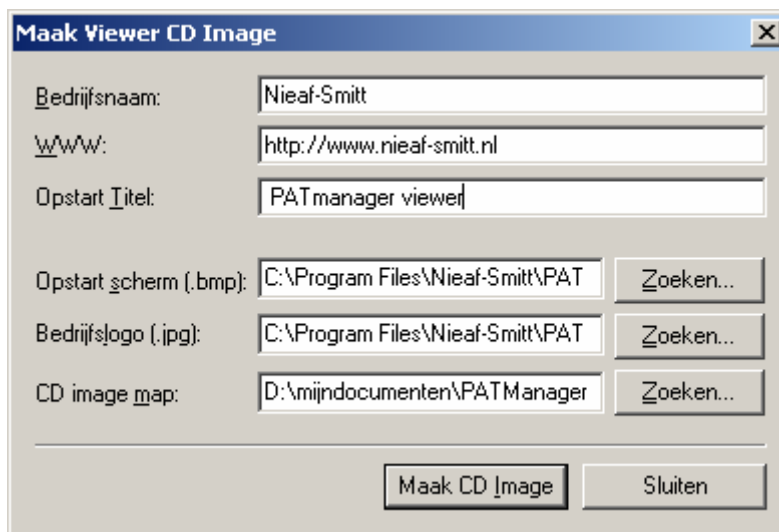 Maak Viewer CD Image
Bedrijfsnaam: Nieaf-Smitt
WWW: http://www.nieaf-smitt.nl
Opstart Titel: PATmanager viewer
Opstart scherm (.bmp): C:\Program Files\Nieaf-Smitt\PAT Zoeken...
Bedrijfslogo (.jpg): C:\Program Files\Nieaf-Smitt\PAT Zoeken...
CD image map: D:\mijndocumenten\PATManager Zoeken...
Maak CD Image Sluiten